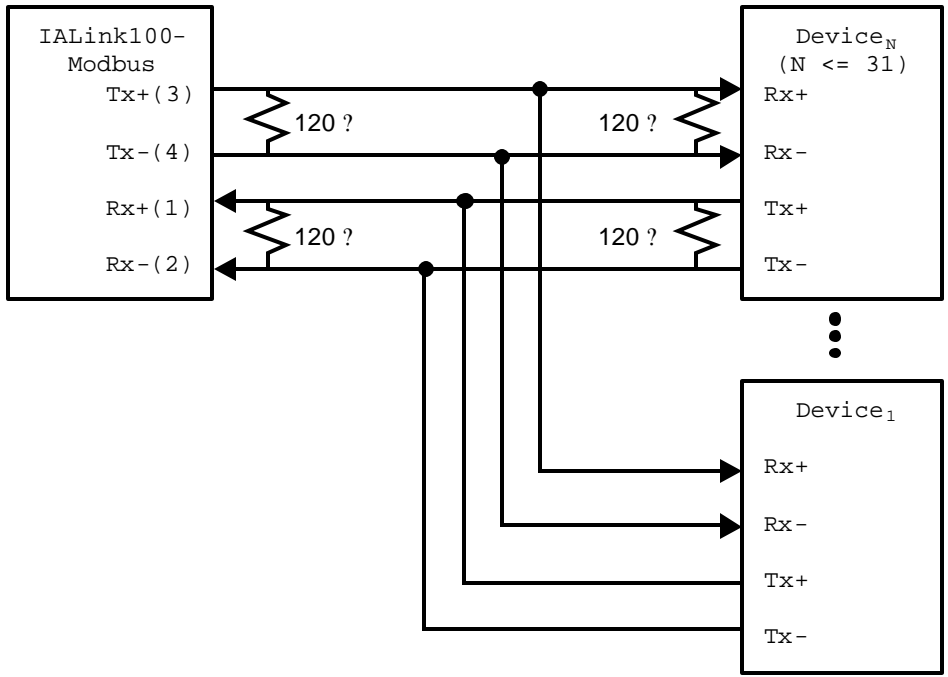 IALink100-
Modbus
Tx+(3)
Tx-(4)
Rx+(1)
Rx-(2)
120 ?
120 ?
120 ?
120 ?
Device_N
(N <= 31)
Rx+
Rx-
Tx+
Tx-
Device₁
Rx+
Rx-
Tx+
Tx-